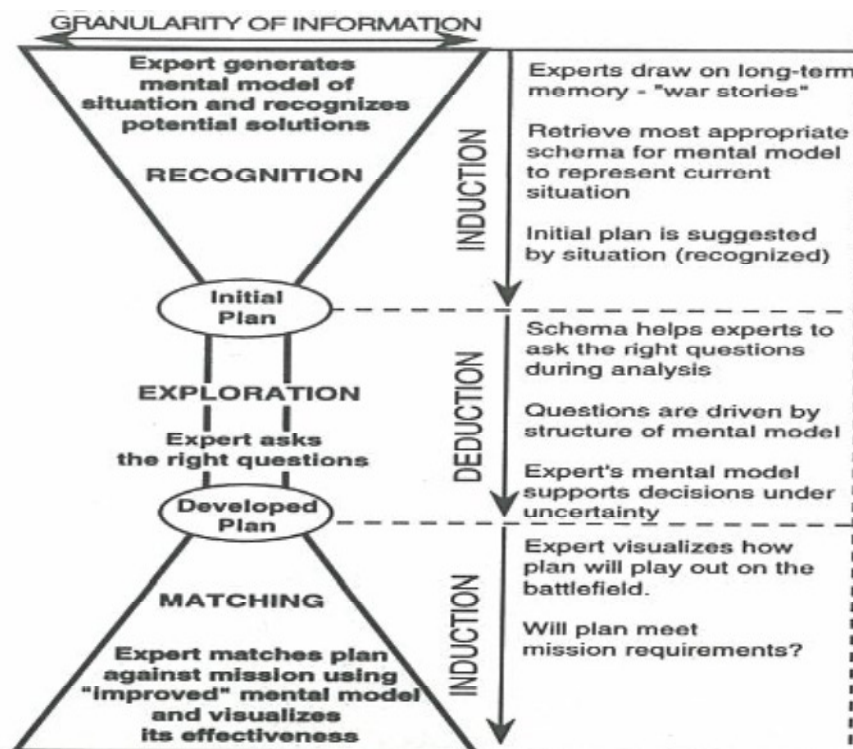 GRANULARITY OF INFORMATION
Expert generates
mental model of
situation and recognizes
potential solutions
RECOGNITION
Initial
Plan
EXPLORATION
Expert asks
the right questions
Developed
Plan
MATCHING
Expert matches plan
against mission using
"improved" mental model
and visualizes
its effectiveness
INDUCTION
DEDUCTION
INDUCTION
Experts draw on long-term
memory - "war stories"
Retrieve most appropriate
schema for mental model
to represent current
situation
Initial plan is suggested
by situation (recognized)
Schema helps experts to
ask the right questions
during analysis
Questions are driven by
structure of mental model
Expert's mental model
supports decisions under
uncertainty
Expert visualizes how
plan will play out on the
battlefield.
Will plan meet
mission requirements?